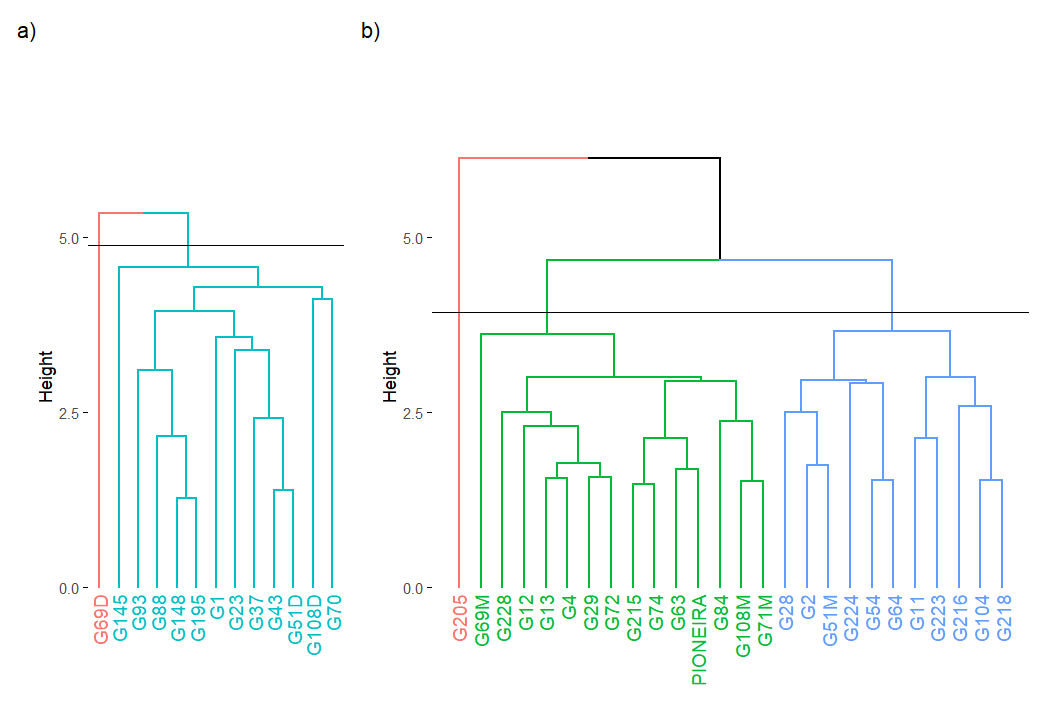 a)
b)
Height
5.0
2.5
0.0
G69D
G145
G93
G88
G148
G195
G1
G23
G37
G43
G51D
G108D
G70
Height
5.0
2.5
0.0
G205
G69M
G228
G12
G13
G4
G29
G72
G215
G74
G63
PIONEIRA
G84
G108M
G71M
G28
G2
G51M
G224
G54
G64
G11
G223
G216
G104
G218